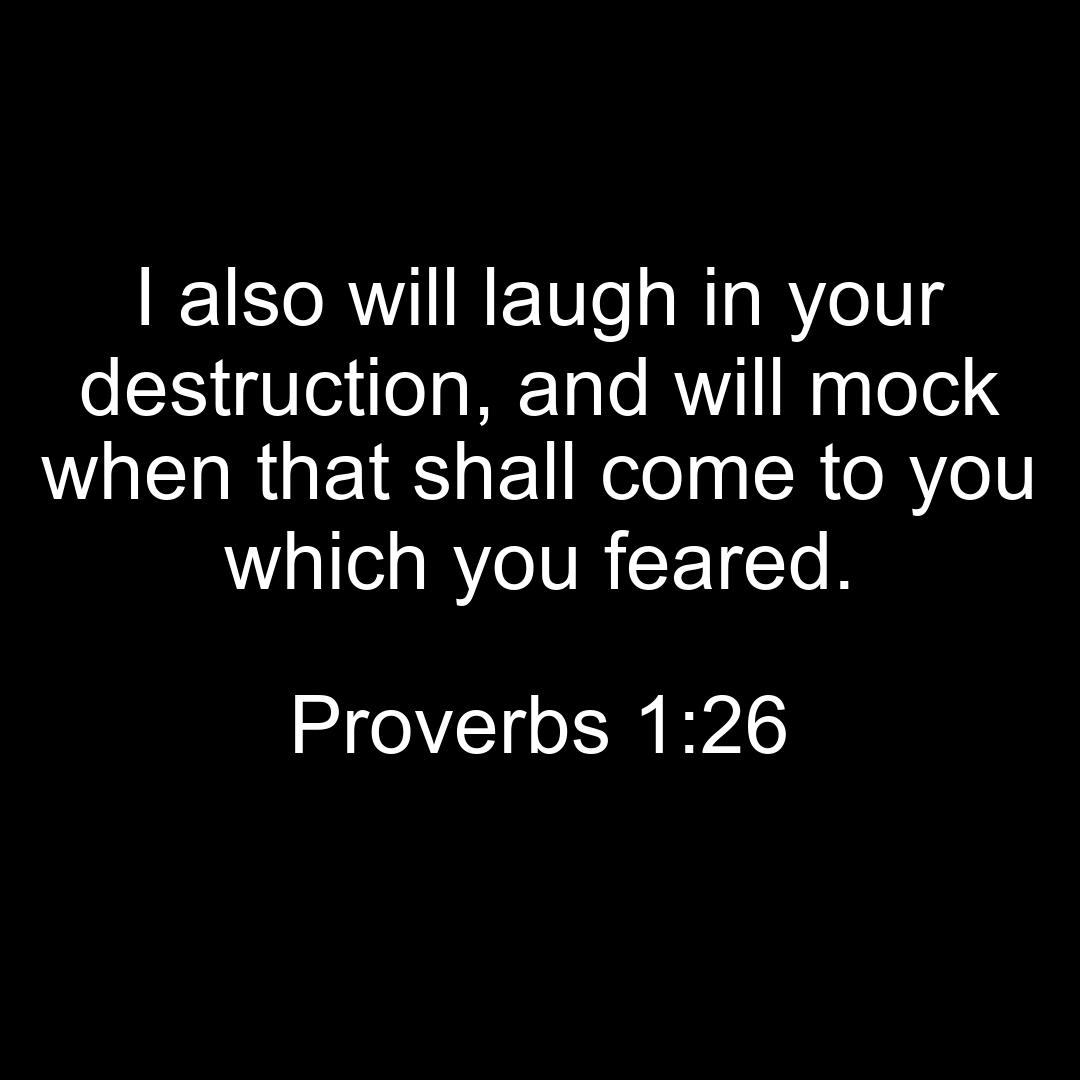 I also will laugh in your
destruction, and will mock
when that shall come to you
which you feared.
Proverbs 1:26